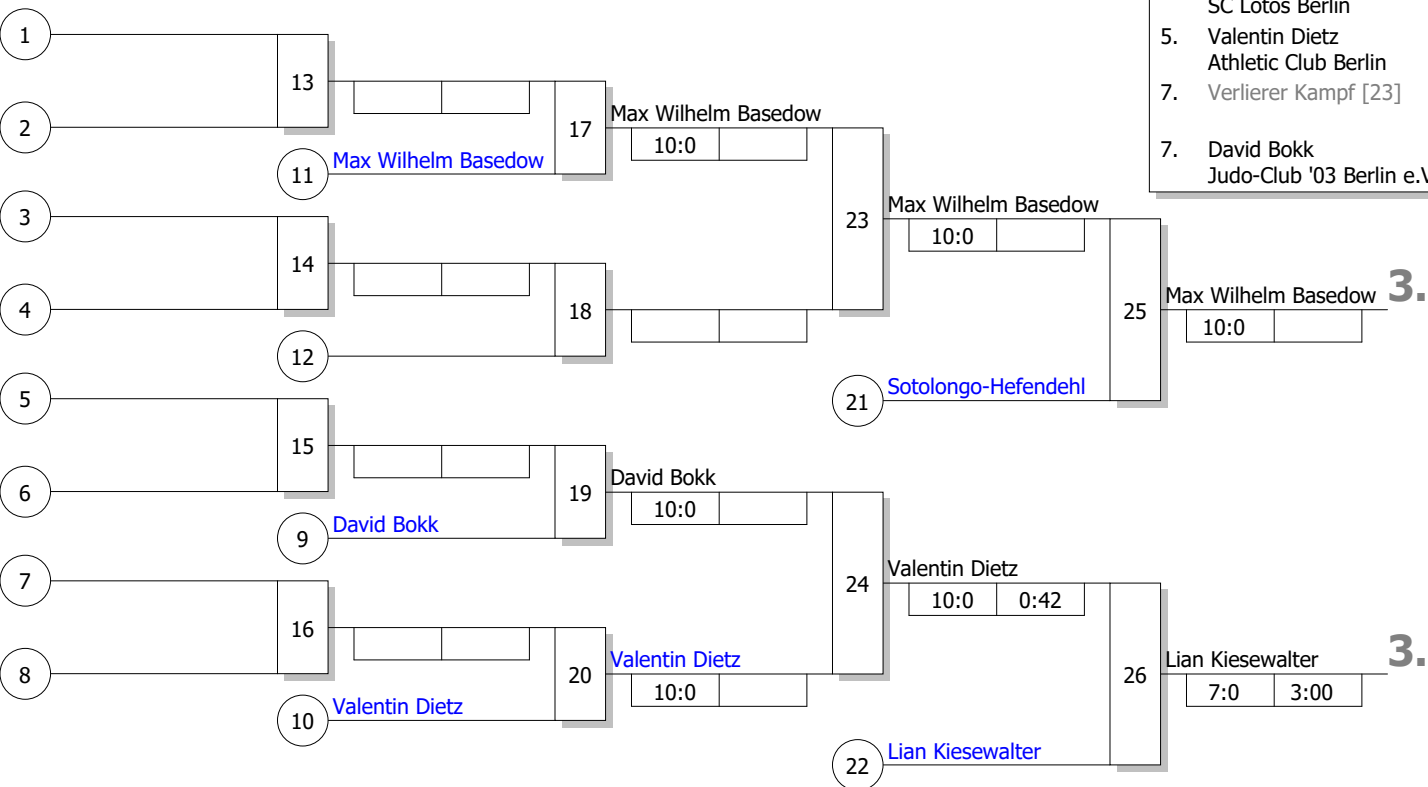 SC Lotos Berlin
5. Valentin Dietz
Athletic Club Berlin
7. Verlierer Kampf [23]
7. David Bokk
Judo-Club '03 Berlin e.V
1
13
2
17
Max Wilhelm Basedow
10:0
11
Max Wilhelm Basedow
3
23
Max Wilhelm Basedow
10:0
14
4
18
12
25
Max Wilhelm Basedow
3.
10:0
5
21
Sotolongo-Hefendehl
15
6
19
David Bokk
10:0
9
David Bokk
7
24
Valentin Dietz
10:0
0:42
16
8
20
Valentin Dietz
10:0
10
Valentin Dietz
26
Lian Kiesewalter
3.
7:0
3:00
22
Lian Kiesewalter